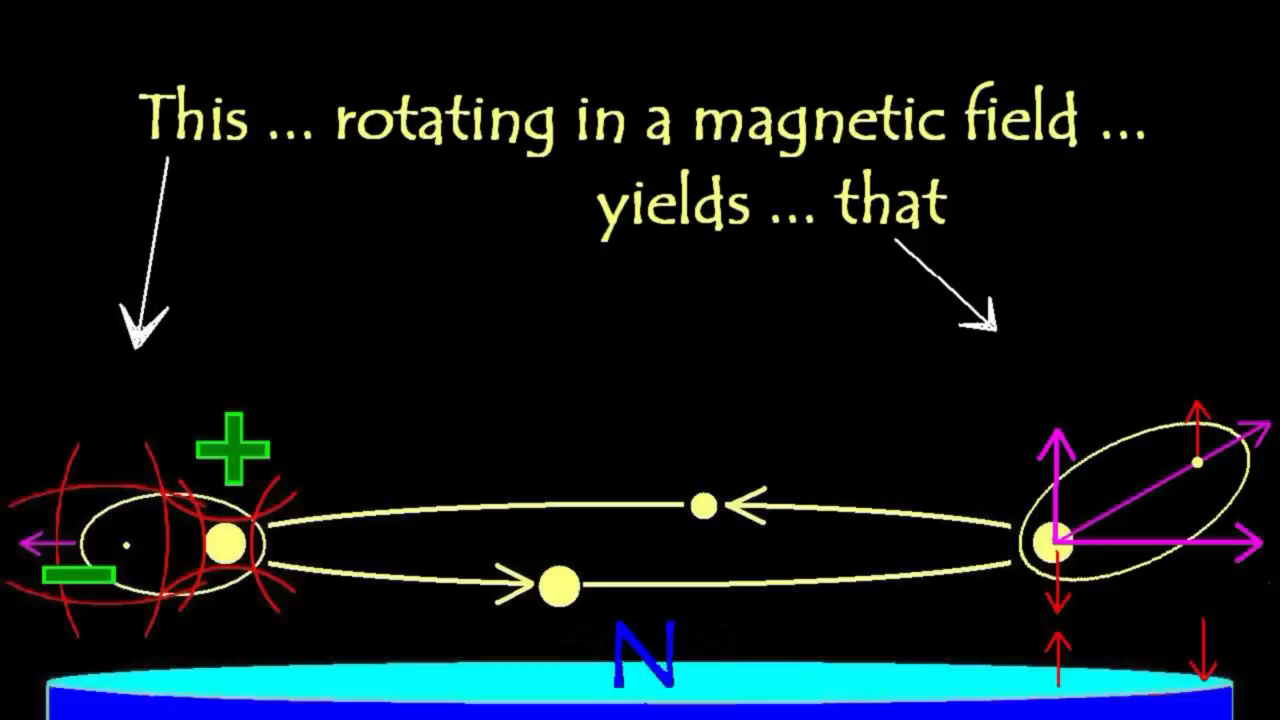 This ... rotating in a magnetic field ...
yields ... that
N